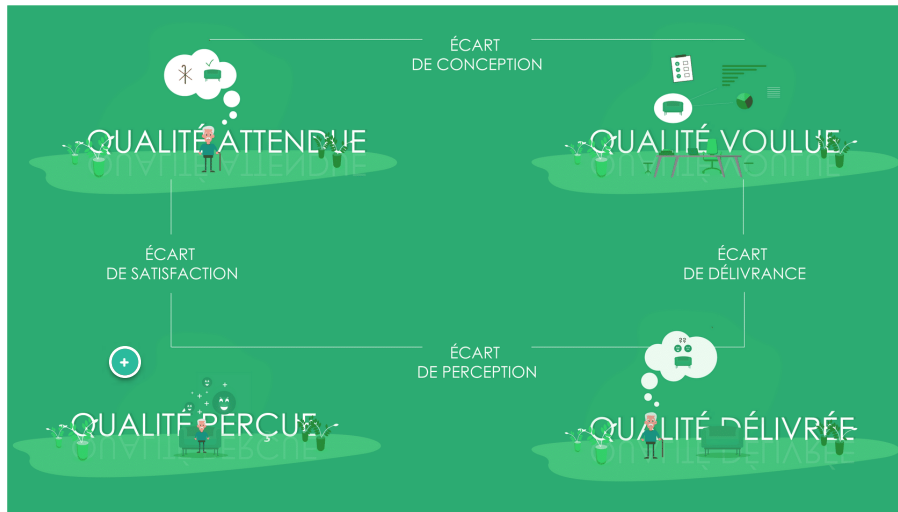 ÉCART
DE CONCEPTION
QUALITÉ ATTENDUE
QUALITÉ VOULUE
ÉCART
DE SATISFACTION
ÉCART
DE DÉLIVRANCE
ÉCART
DE PERCEPTION
QUALITÉ PERÇUE
QUALITÉ DÉLIVRÉE